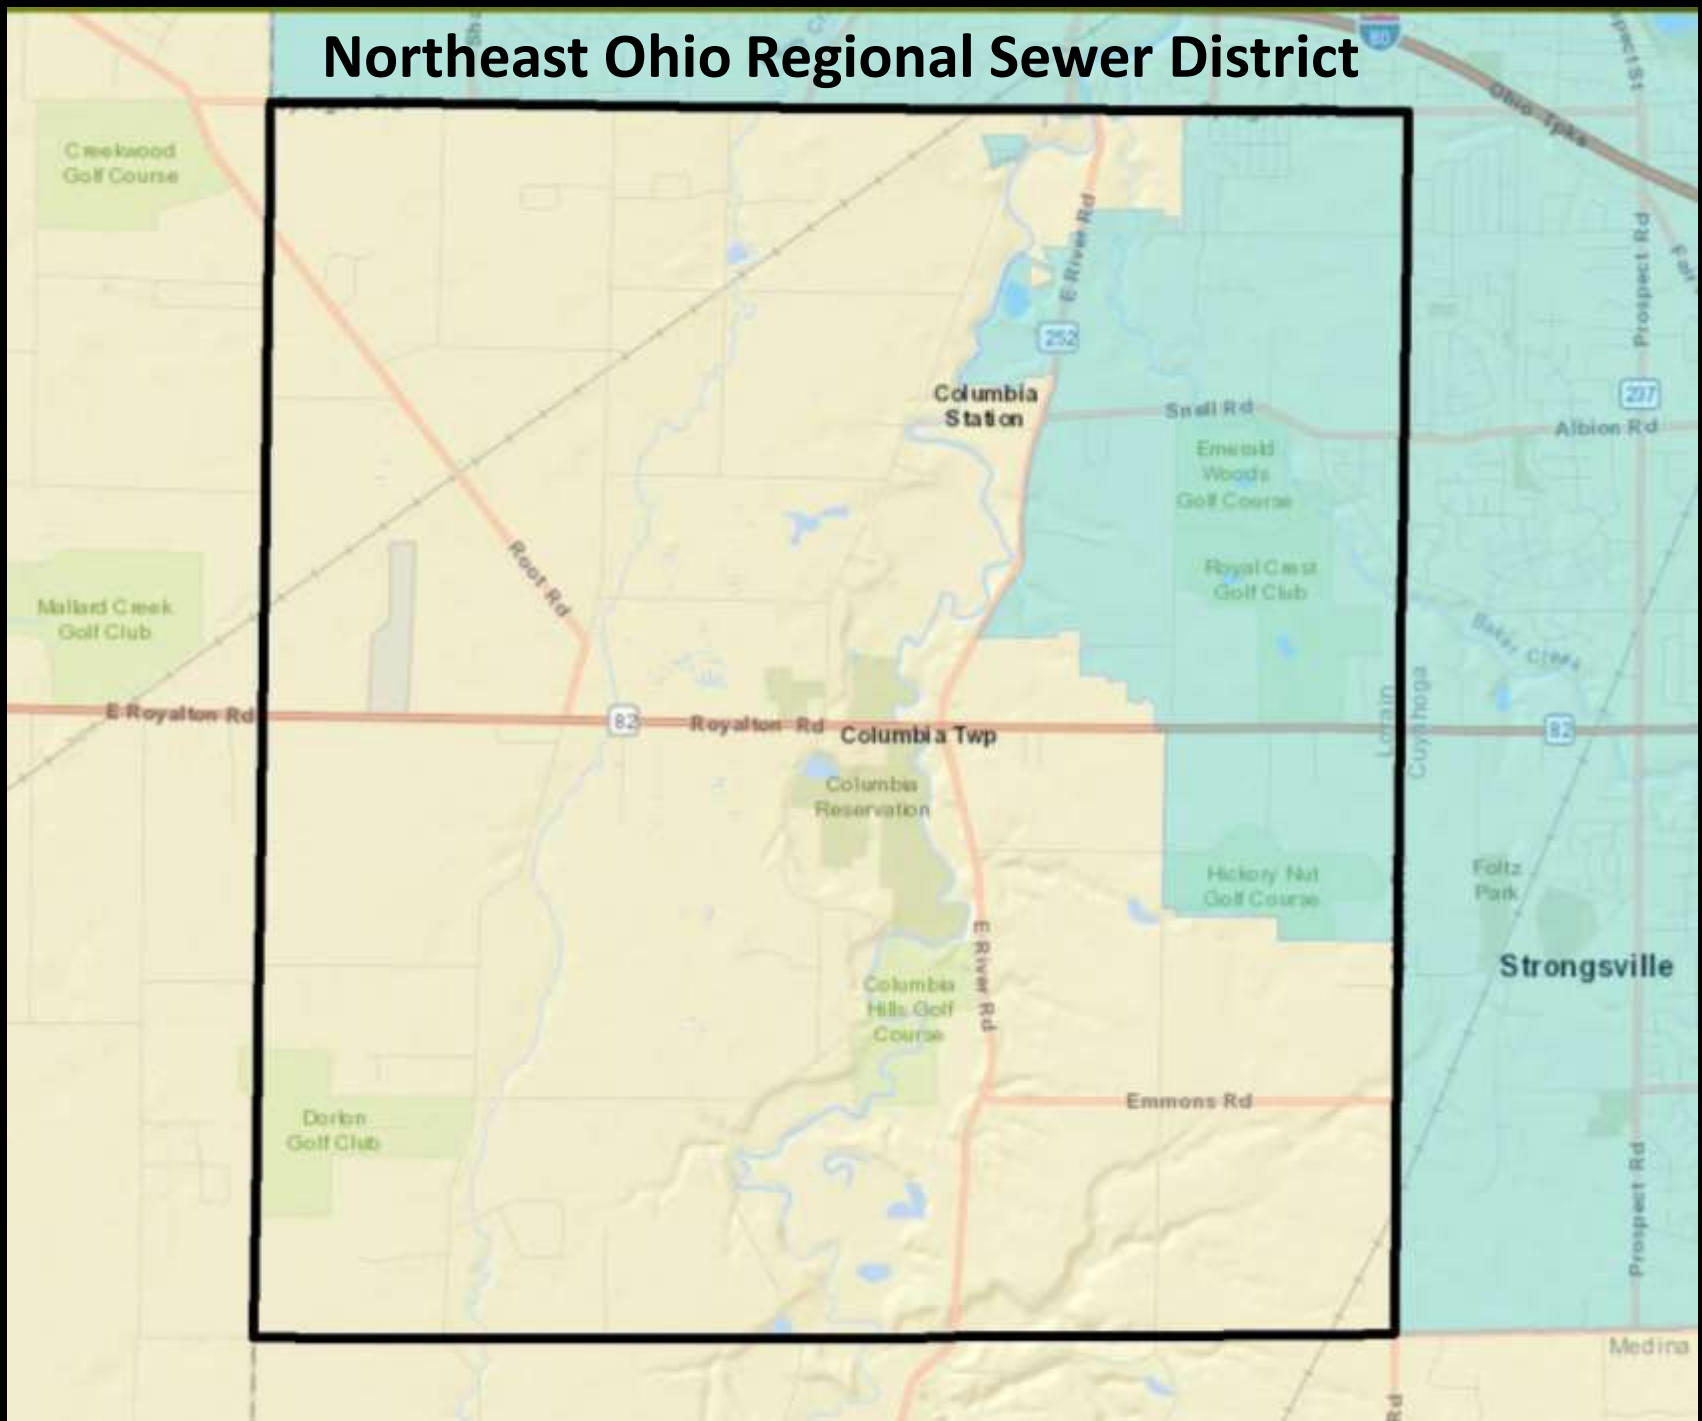 Northeast Ohio Regional Sewer District
80
Ohio Tpke
Creekwood
Golf Course
E River Rd
Prospect Rd
252
Columbia
Station
237
Snell Rd
Albion Rd
Emerald
Woods
Golf Course
Root Rd
Royal Crest
Golf Club
Mallard Creek
Golf Club
Baker Creek
E Royalton Rd
82
Royalton Rd
Columbia Twp
Lorain
Cuyahoga
82
Columbia
Reservation
Hickory Nut
Golf Course
Foltz
Park
Strongsville
E River Rd
Columbia
Hills Golf
Course
Emmons Rd
Dorlon
Golf Club
Prospect Rd
Medina
Rd